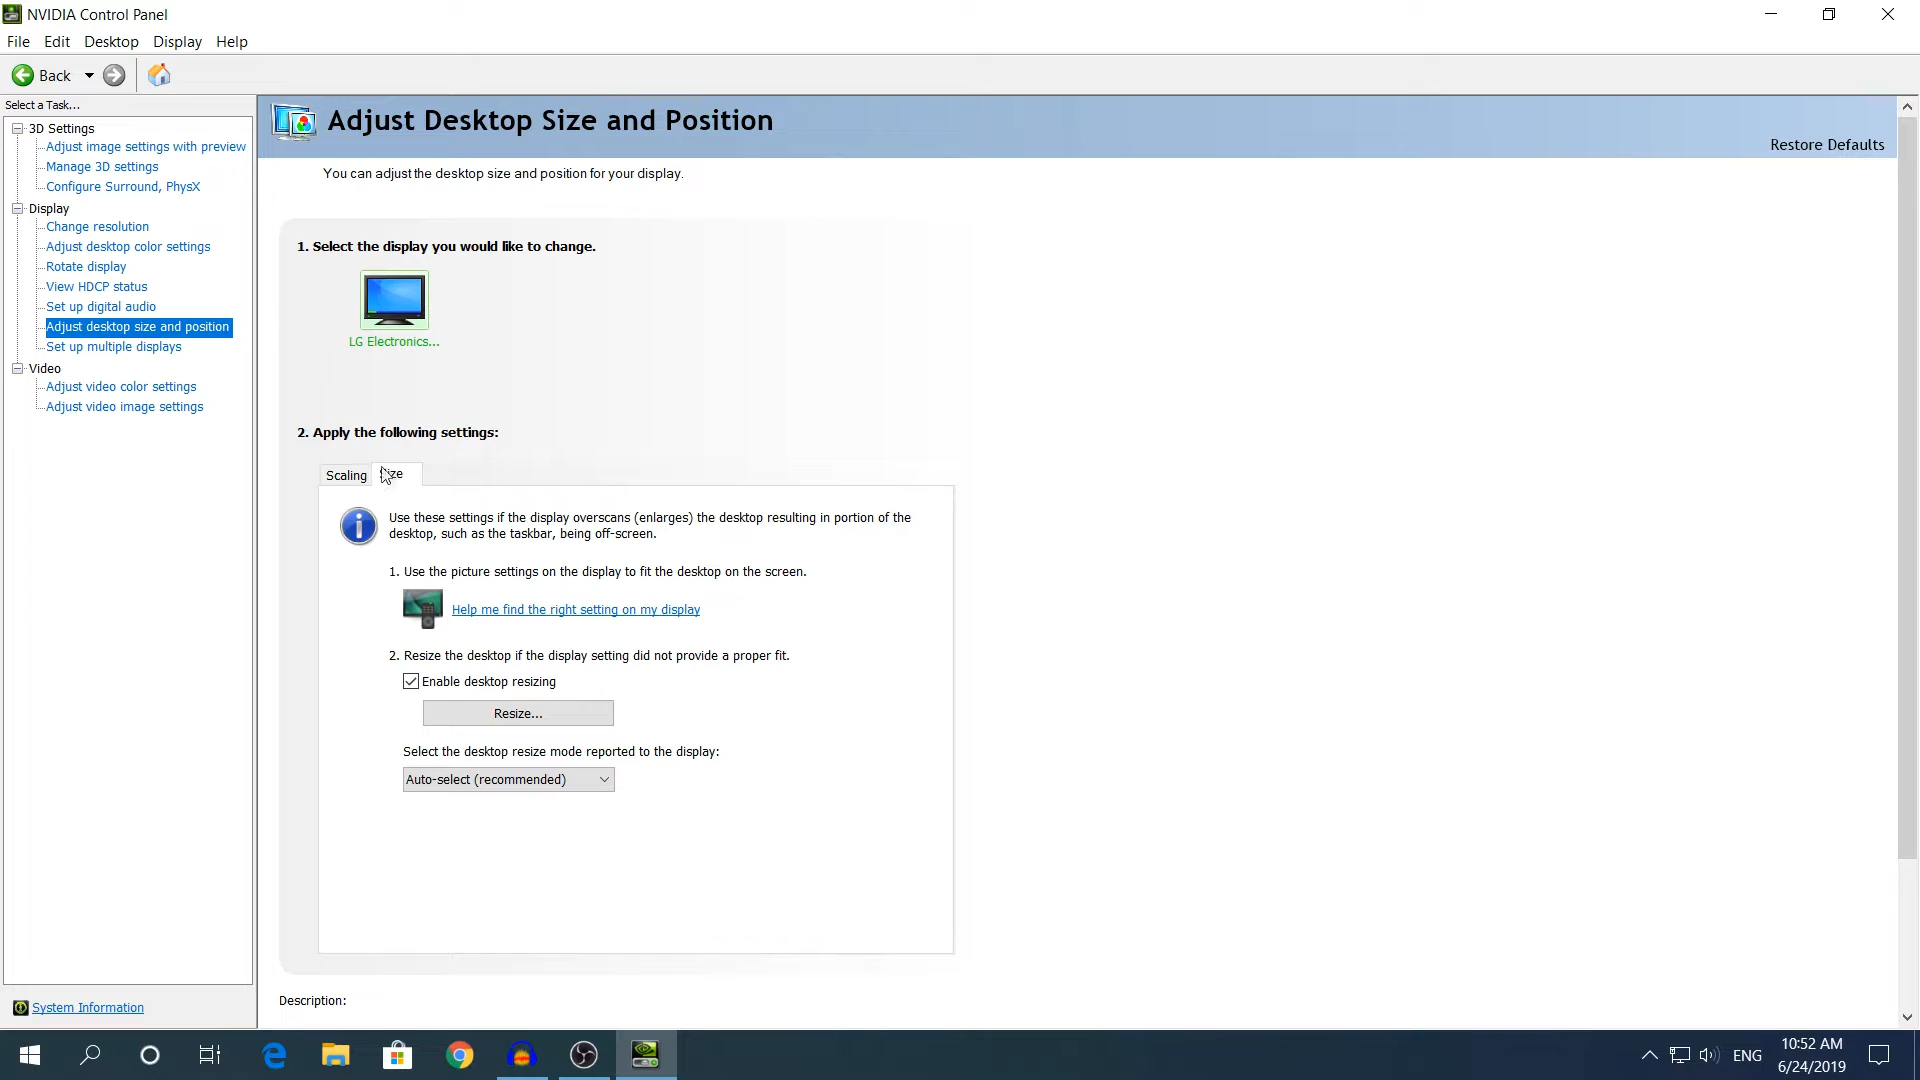 NVIDIA Control Panel
File Edit Desktop Display Help
Back
Select a Task...
3D Settings
Adjust image settings with preview
Manage 3D settings
Configure Surround, PhysX
Display
Change resolution
Adjust desktop color settings
Rotate display
View HDCP status
Set up digital audio
Adjust desktop size and position
Set up multiple displays
Video
Adjust video color settings
Adjust video image settings
System Information
Adjust Desktop Size and Position
Restore Defaults
You can adjust the desktop size and position for your display.
1. Select the display you would like to change.
LG Electronics...
2. Apply the following settings:
Scaling Size
Use these settings if the display overscans (enlarges) the desktop resulting in portion of the
desktop, such as the taskbar, being off-screen.
1. Use the picture settings on the display to fit the desktop on the screen.
Help me find the right setting on my display
2. Resize the desktop if the display setting did not provide a proper fit.
Enable desktop resizing
Resize...
Select the desktop resize mode reported to the display:
Auto-select (recommended)
Description:
ENG
10:52 AM
6/24/2019